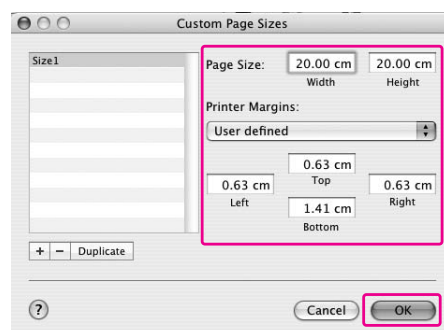 Custom Page Sizes
Size1
Page Size:
20.00 cm
20.00 cm
Width
Height
Printer Margins:
User defined
0.63 cm
Top
0.63 cm
Left
0.63 cm
Right
1.41 cm
Bottom
+ − Duplicate
?
Cancel
OK